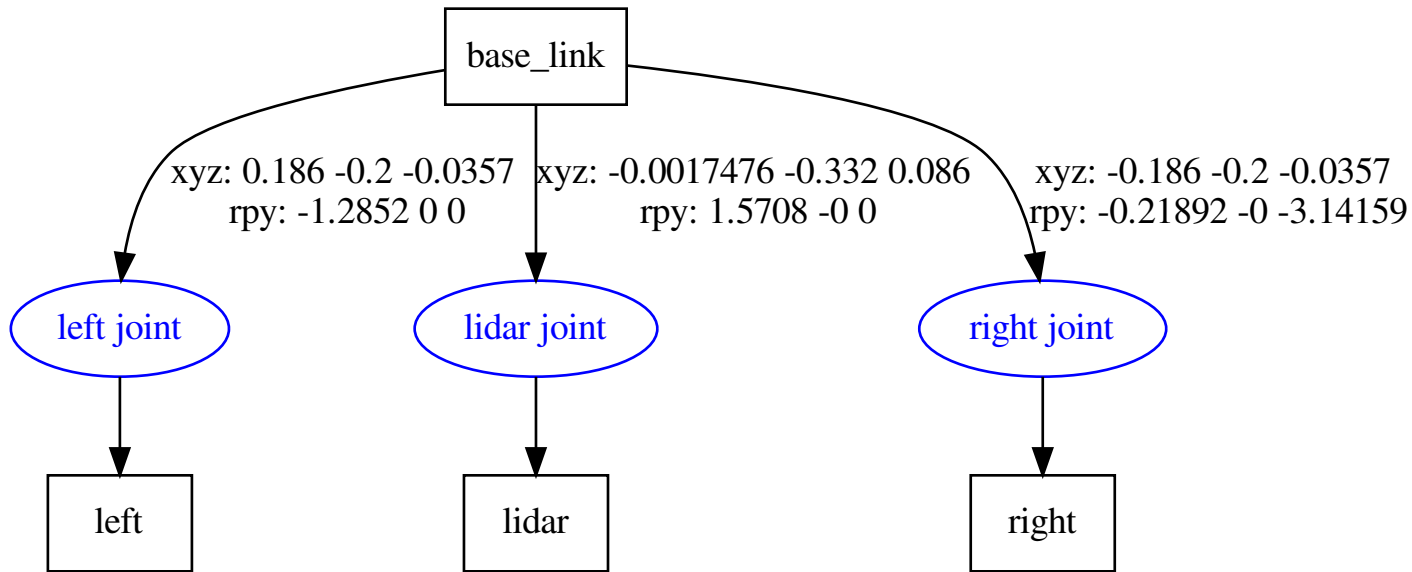 base_link
xyz: 0.186 -0.2 -0.0357
rpy: -1.2852 0 0
xyz: -0.0017476 -0.332 0.086
rpy: 1.5708 -0 0
xyz: -0.186 -0.2 -0.0357
rpy: -0.21892 -0 -3.14159
left joint
lidar joint
right joint
left
lidar
right